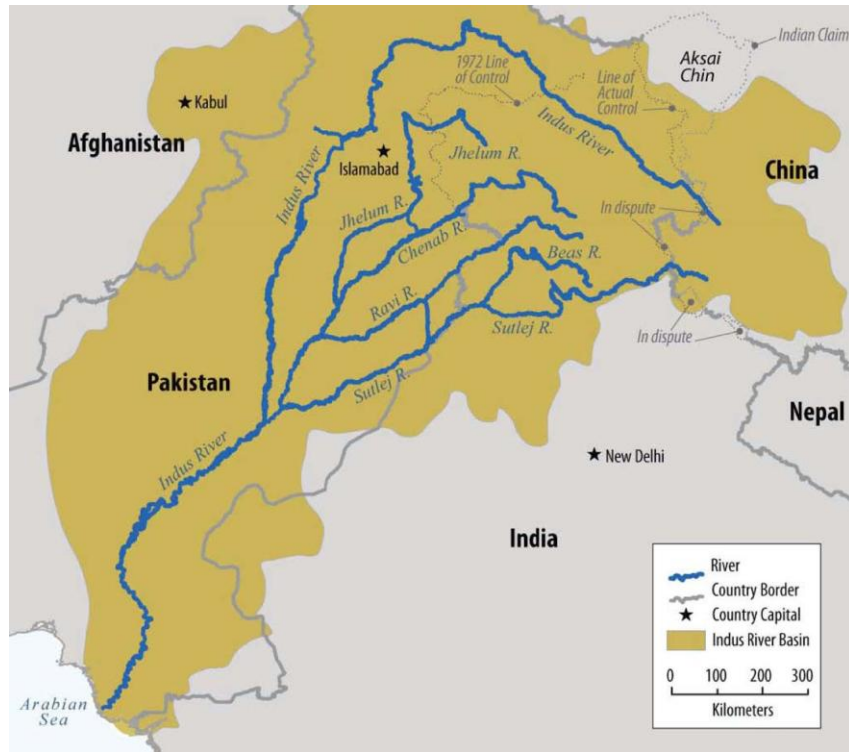 Indian Claim
Aksai
Chin
1972 Line
of Control
Line of
Actual
Control
Kabul
Afghanistan
Indus River
Islamabad
Indus River
Jhelum R.
China
Jhelum R.
In dispute
Chenab R.
Beas R.
Ravi R.
Sutlej R.
In dispute
Sutlej R.
Pakistan
Nepal
Indus River
New Delhi
India
River
Country Border
Country Capital
Indus River Basin
0 100 200 300
Kilometers
Arabian
Sea